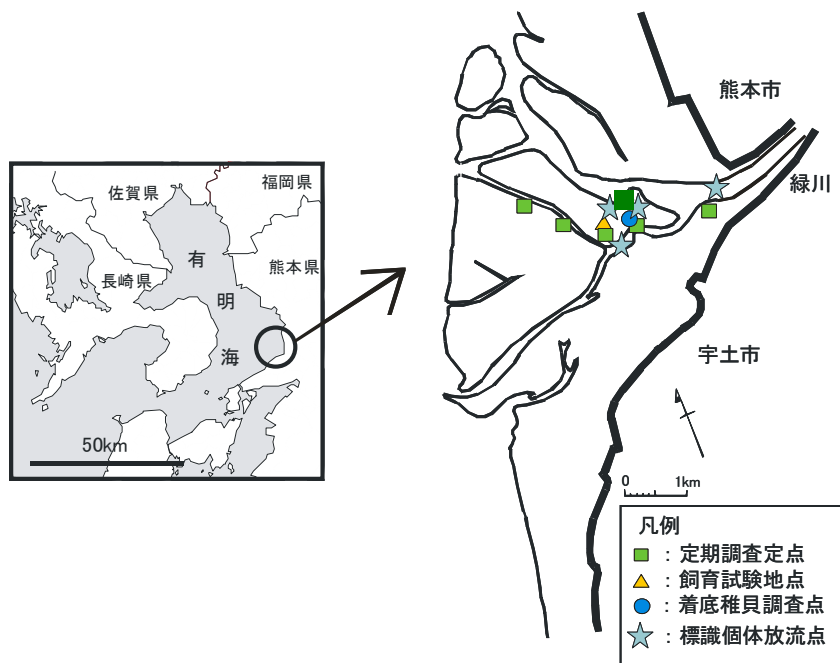 佐賀県
福岡県
有明海
長崎県
熊本県
50km
熊本市
緑川
宇土市
0 1km
凡例
：定期調査定点
：飼育試験地点
：着底稚貝調査点
：標識個体放流点